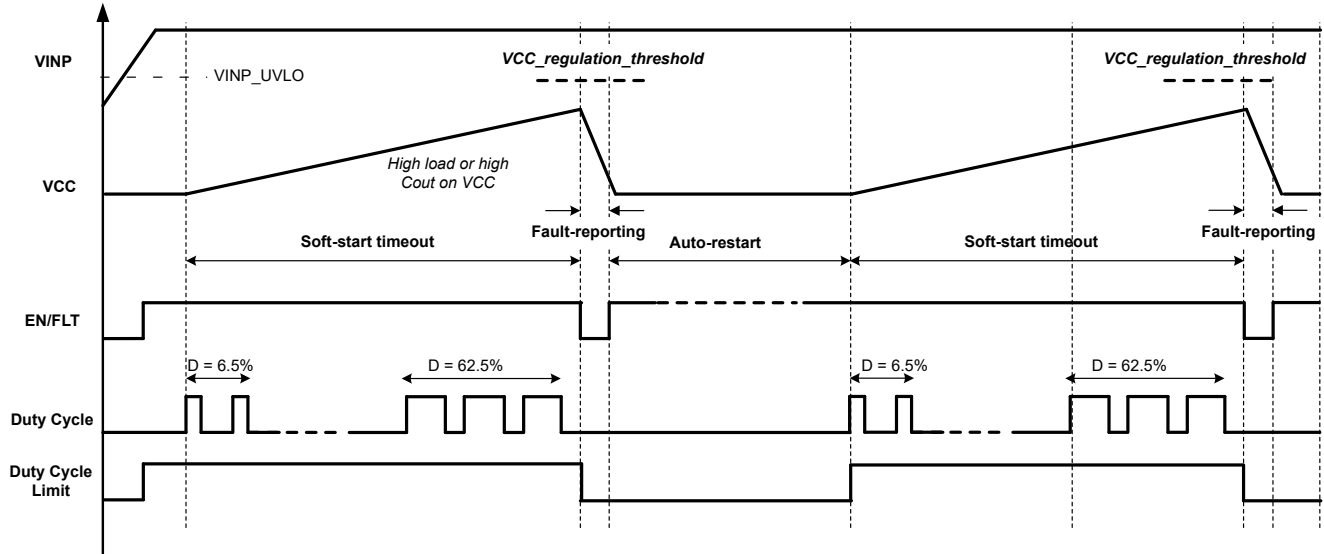 VINP
VINP_UVLO
VCC_regulation_threshold
VCC_regulation_threshold
VCC
High load or high
Cout on VCC
Fault-reporting
Fault-reporting
Soft-start timeout
Auto-restart
Soft-start timeout
EN/FLT
D = 6.5%
D = 62.5%
D = 6.5%
D = 62.5%
Duty Cycle
Duty Cycle
Limit